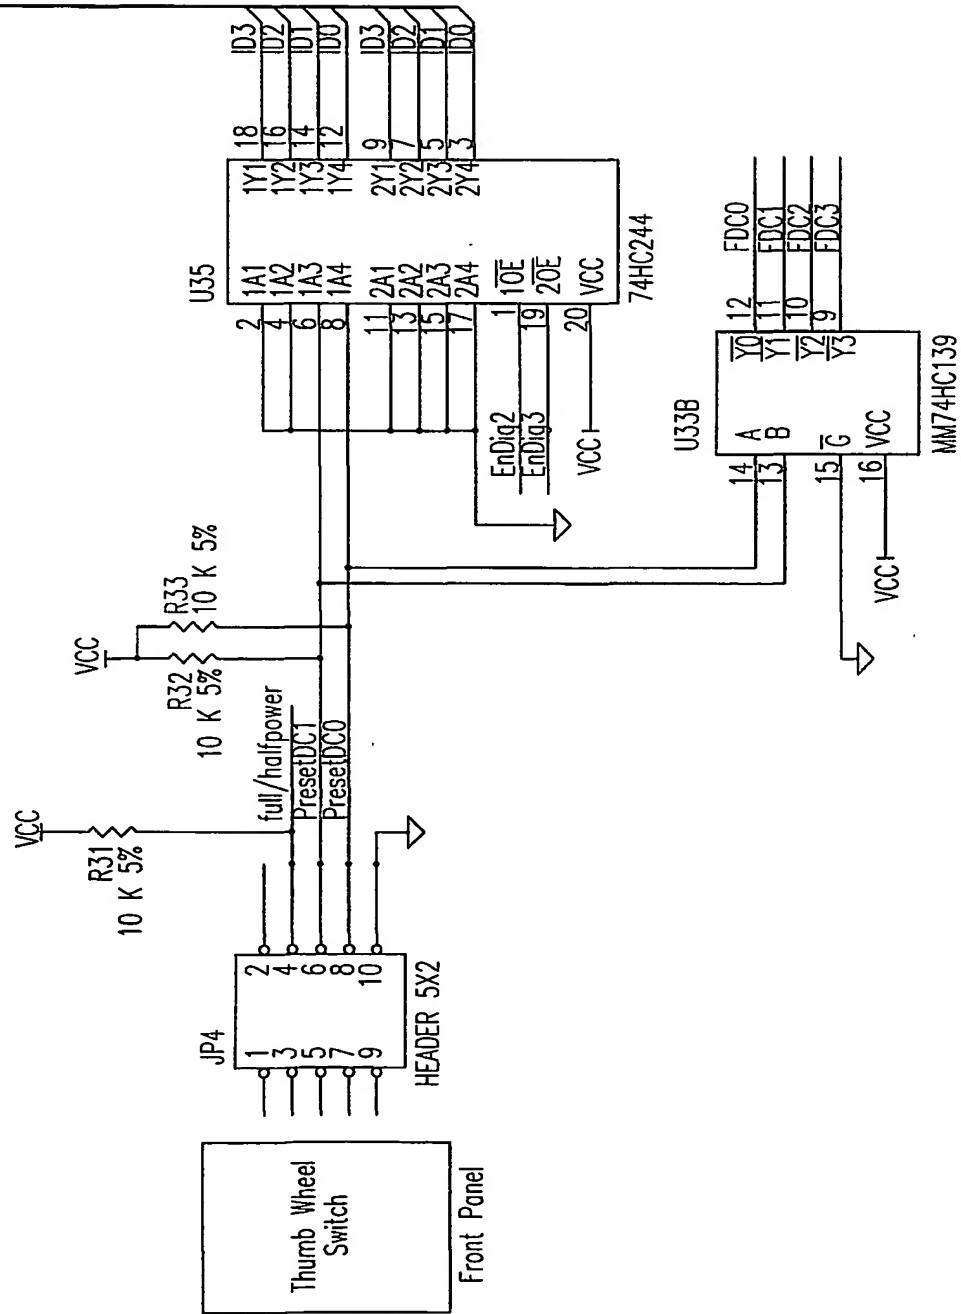 Thumb Wheel
Switch
Front Panel
JP4
1
3
5
7
9
2
4
6
8
10
HEADER 5X2
VCC
R31
10 K 5%
full/halfpower
PresetDC1
PresetDC0
VCC
R32
10 K 5%
R33
10 K 5%
U35
2
4
6
8
11
13
15
17
1
19
20
1A1
1A2
1A3
1A4
2A1
2A2
2A3
2A4
1OE
2OE
VCC
1Y1
1Y2
1Y3
1Y4
2Y1
2Y2
2Y3
2Y4
18
16
14
12
9
7
5
3
ID3
ID2
ID1
ID0
ID3
ID2
ID1
ID0
74HC244
EnDig2
EnDig3
VCC
U33B
14
13
15
16
A
B
G
VCC
Y0
Y1
Y2
Y3
12
11
10
9
FDC0
FDC1
FDC2
FDC3
MM74HC139
VCC